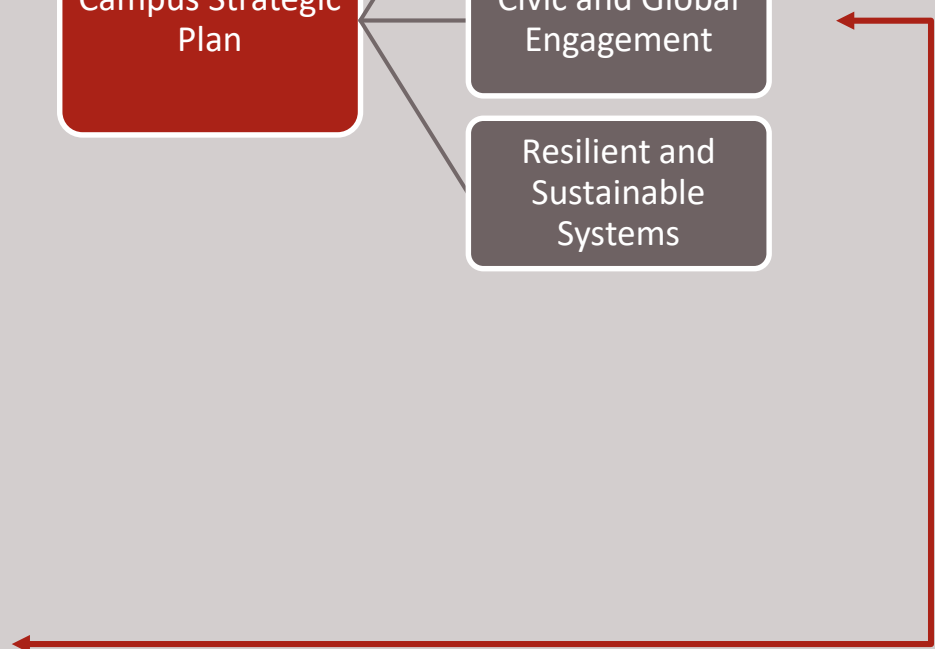 Campus Strategic
Plan
Civic and Global
Engagement
Resilient and
Sustainable
Systems